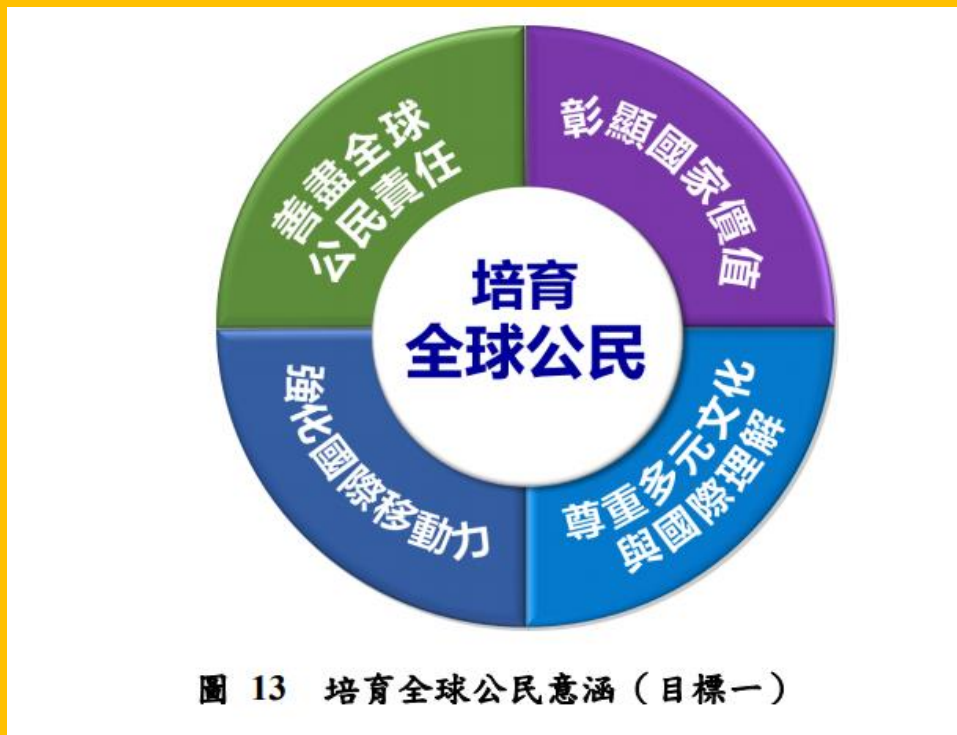 善盡全球
公民責任
彰顯國家價值
培育
全球公民
強化國際移動力
尊重多元文化
與國際理解
圖 13 培育全球公民意涵（目標一）